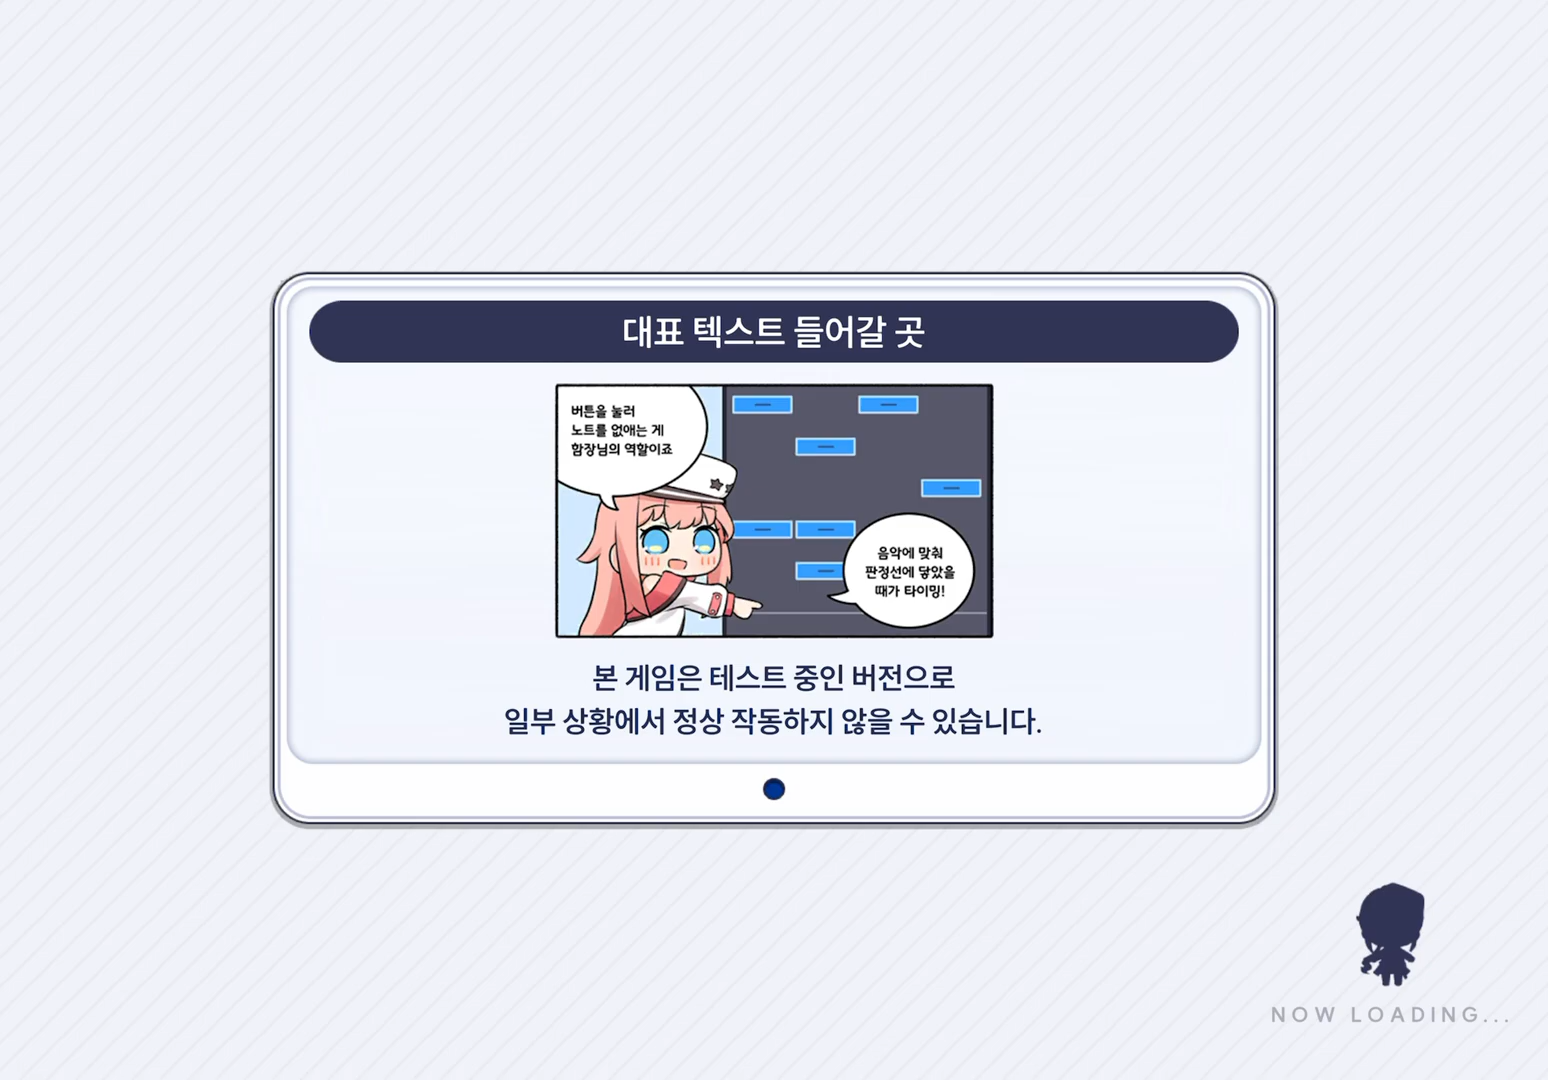 대표 텍스트 들어갈 곳
버튼을 눌러
노트를 없애는 게
함장님의 역할이죠
음악에 맞춰
판정선에 닿았을
때가 타이밍!
본 게임은 테스트 중인 버전으로
일부 상황에서 정상 작동하지 않을 수 있습니다.
NOW LOADING...